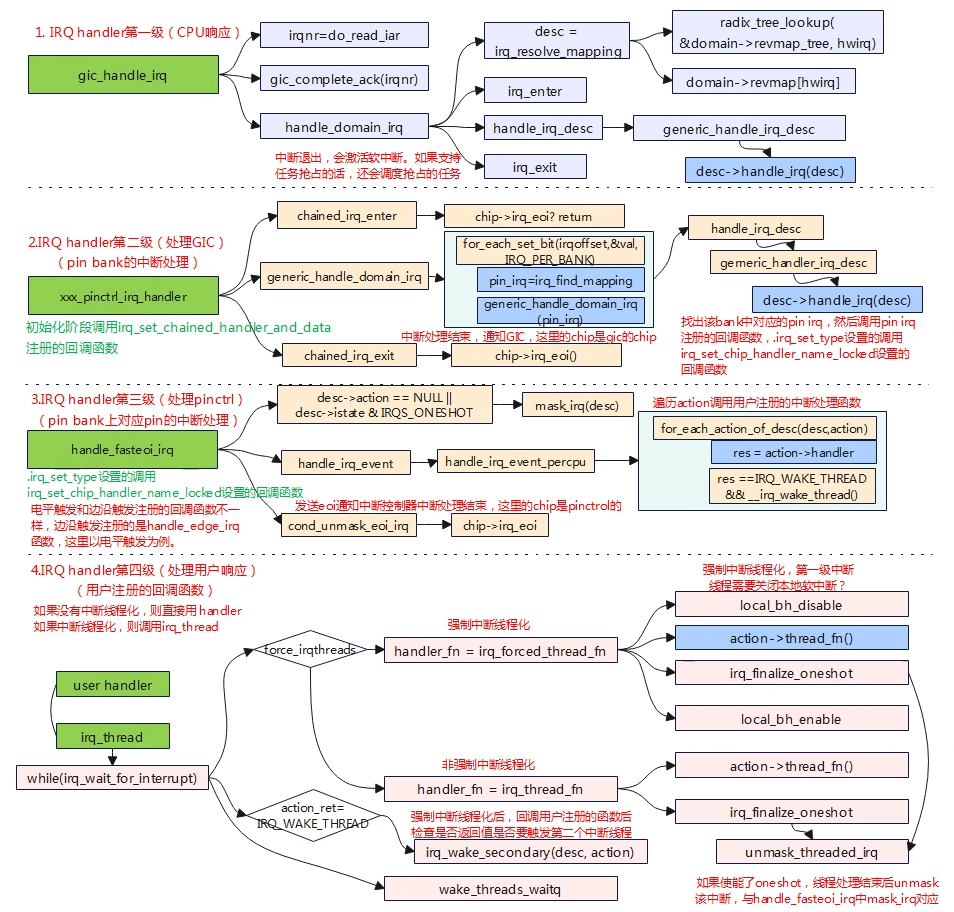 1. IRQ handler第一级（CPU响应）
gic_handle_irq
irqnr=do_read_iar
gic_complete_ack(irqnr)
handle_domain_irq
desc =
irq_resolve_mapping
irq_enter
handle_irq_desc
irq_exit
radix_tree_lookup(
&domain->revmap_tree, hwirq)
domain->revmap[hwirq]
generic_handle_irq_desc
desc->handle_irq(desc)
中断退出，会激活软中断。如果支持
任务抢占的话，还会调度抢占的任务
2.IRQ handler第二级（处理GIC）
（pin bank的中断处理）
xxx_pinctrl_irq_handler
初始化阶段调用irq_set_chained_handler_and_data
注册的回调函数
chained_irq_enter
chip->irq_eoi? return
generic_handle_domain_irq
for_each_set_bit(irqoffset,&val,
IRQ_PER_BANK)
pin_irq=irq_find_mapping
generic_handle_domain_irq
(pin_irq)
中断处理结束，通知GIC，这里的chip是gic的chip
chained_irq_exit
chip->irq_eoi()
handle_irq_desc
gemeric_handler_irq_desc
desc->handle_irq(desc)
找出该bank中对应的pin irq，然后调用pin irq
注册的回调函数，.irq_set_type设置的调用
irq_set_chip_handler_name_locked设置的
回调函数
3.IRQ handler第三级（处理pinctrl）
（pin bank上对应pin的中断处理）
handle_fasteoi_irq
.irq_set_type设置的调用
irq_set_chip_handler_name_locked设置的回调函数
电平触发和边沿触发注册的回调函数不一
样，边沿触发注册的是handle_edge_irq
函数，这里以电平触发为例。
desc->action == NULL ||
desc->istate & IRQS_ONESHOT
mask_irq(desc)
handle_irq_event
handle_irq_event_percpu
发送eoi通知中断控制器中断处理结束，这里的chip是pinctrol的
cond_unmask_eoi_irq
chip->irq_eoi
遍历action调用用户注册的中断处理函数
for_each_action_of_desc(desc,action)
res = action->handler
res ==IRQ_WAKE_THREAD
&& __irq_wake_thread()
4.IRQ handler第四级（处理用户响应）
（用户注册的回调函数）
如果没有中断线程化，则直接用 handler
如果中断线程化，则调用irq_thread
user handler
irq_thread
while(irq_wait_for_interrupt)
force_irqthreads
强制中断线程化
handler_fn = irq_forced_thread_fn
强制中断线程化，第一级中断
线程需要关闭本地软中断？
local_bh_disable
action->thread_fn()
irq_finalize_oneshot
local_bh_enable
非强制中断线程化
handler_fn = irq_thread_fn
action->thread_fn()
irq_finalize_oneshot
unmask_threaded_irq
action_ret=
IRQ_WAKE_THREAD
强制中断线程化后，回调用户注册的函数后
检查是否返回值是否要触发第二个中断线程
irq_wake_secondary(desc, action)
wake_threads_waitq
如果使能了oneshot，线程处理结束后unmask
该中断，与handle_fasteoi_irq中mask_irq对应